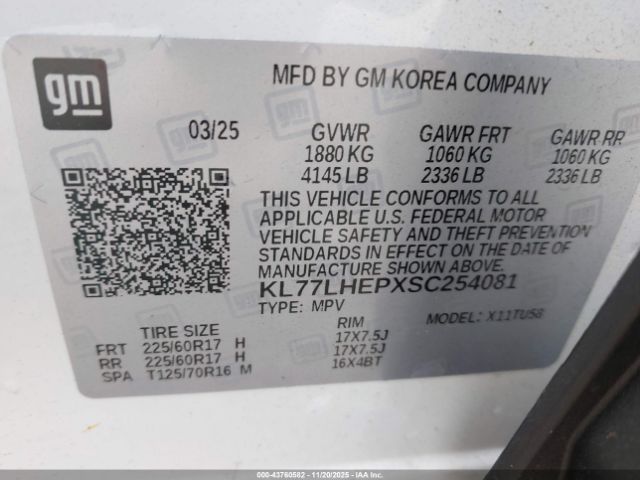 gm
MFD BY GM KOREA COMPANY
03/25 GVWR GAWR FRT GAWR RR
1880 KG 1060 KG 1060 KG
4145 LB 2336 LB 2336 LB
THIS VEHICLE CONFORMS TO ALL
APPLICABLE U.S. FEDERAL MOTOR
VEHICLE SAFETY AND THEFT PREVENTION
STANDARDS IN EFFECT ON THE DATE OF
MANUFACTURE SHOWN ABOVE.
KL77LHEPXSC254081
TYPE: MPV MODEL: X11TU58
TIRE SIZE RIM
FRT 225/60R17 H 17X7.5J
RR 225/60R17 H 17X7.5J
SPA T125/70R16 M 16X4BT
000-43760582 - 11/20/2025 - IAA